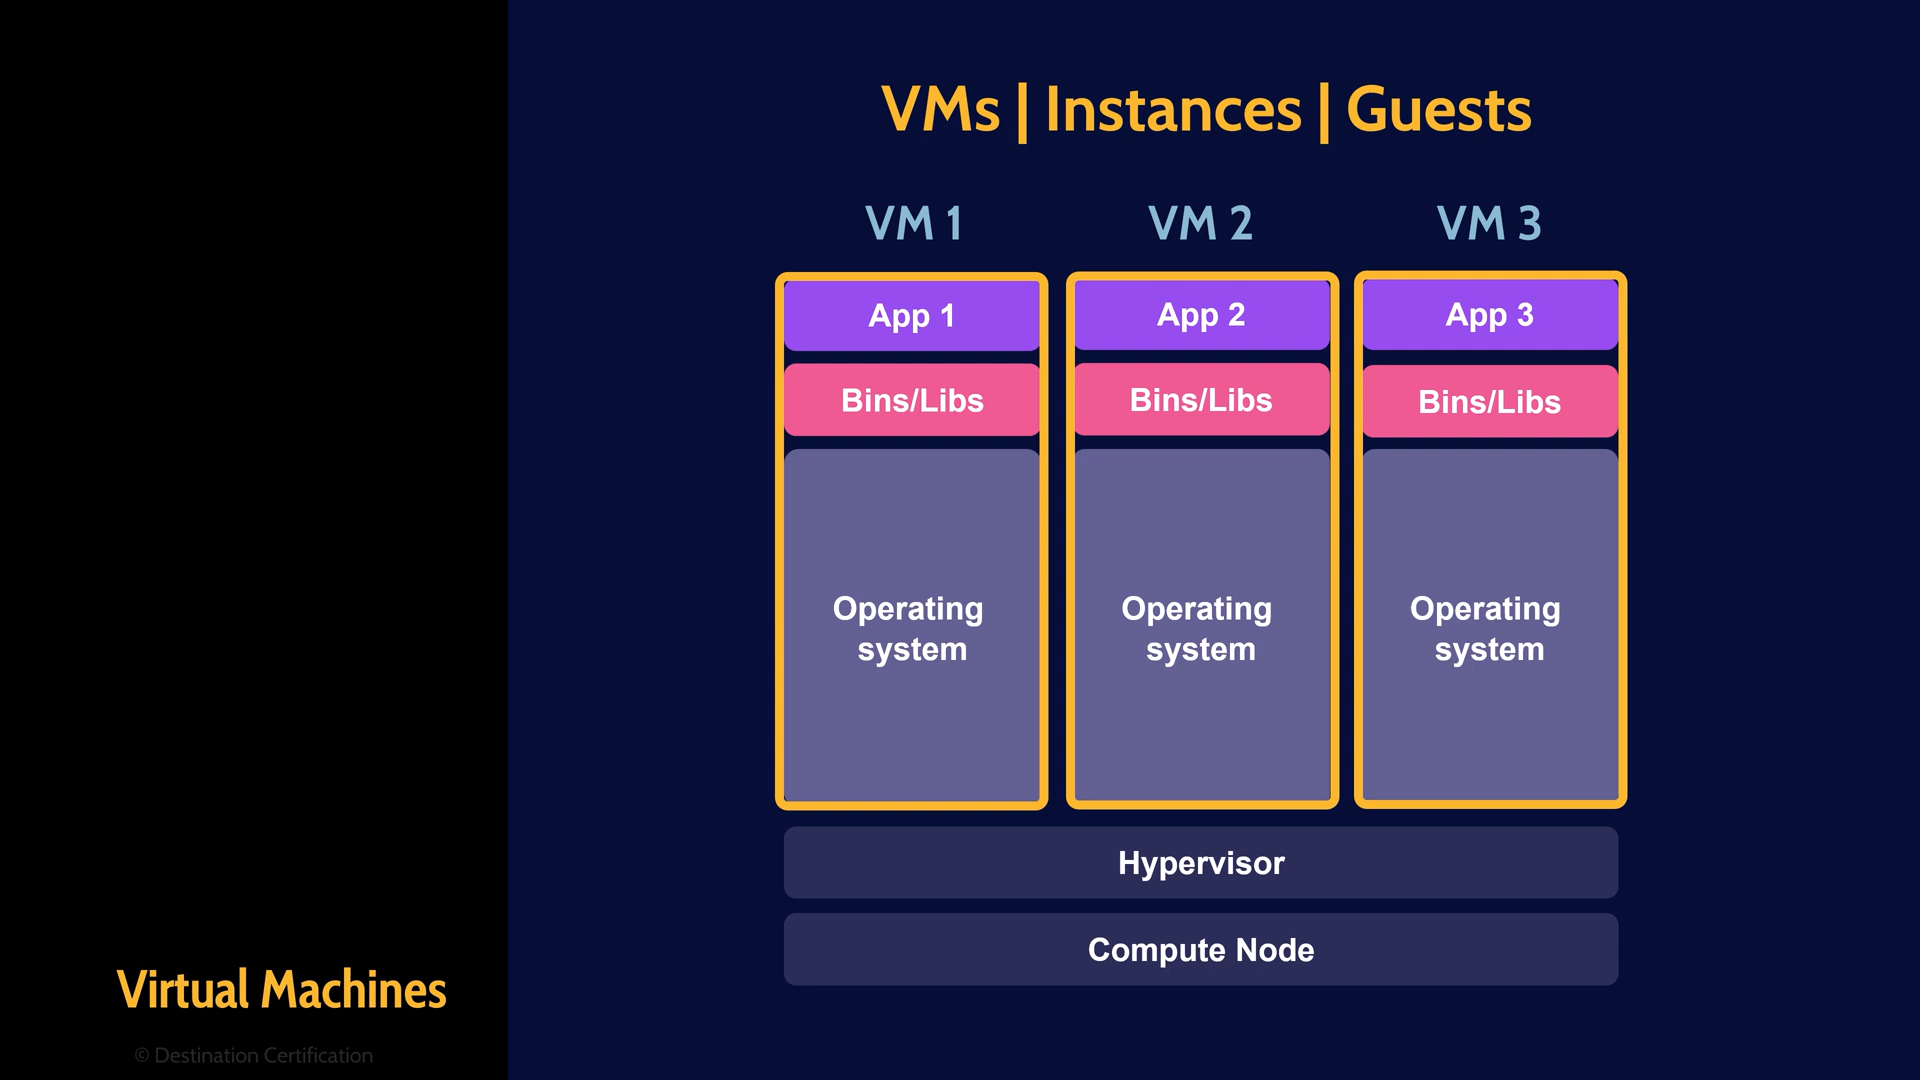 VMs | Instances | Guests
VM 1
VM 2
VM 3
App 1
App 2
App 3
Bins/Libs
Bins/Libs
Bins/Libs
Operating
system
Operating
system
Operating
system
Hypervisor
Compute Node
Virtual Machines
© Destination Certification